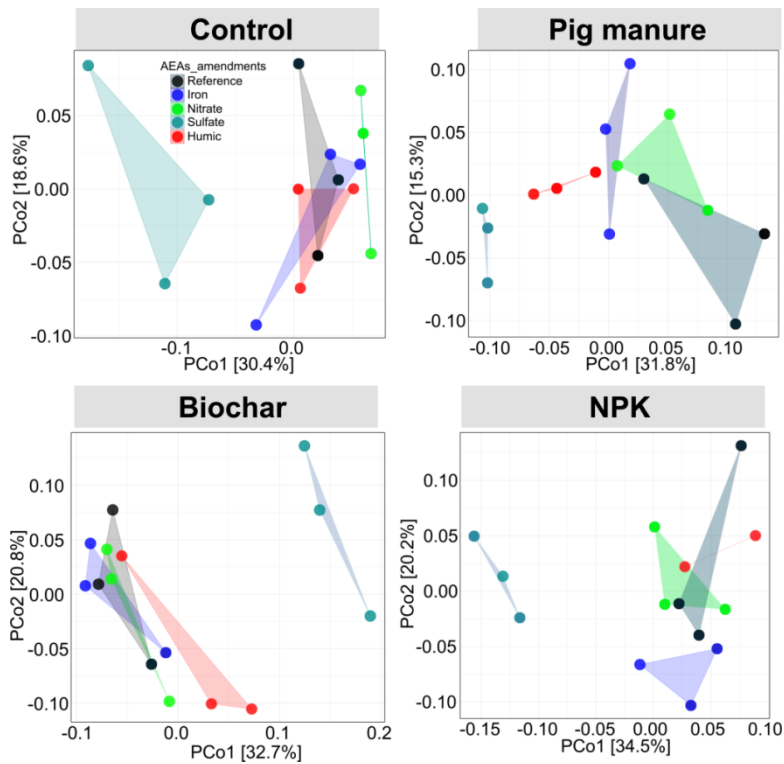 Control
AEAs_amendments
Reference
Iron
Nitrate
Sulfate
Humic
0.05
0.00
-0.05
-0.10
PCo2 [18.6%]
-0.1
0.0
PCo1 [30.4%]
Pig manure
0.10
0.05
0.00
-0.05
-0.10
PCo2 [15.3%]
-0.10
-0.05
0.00
0.05
0.10
PCo1 [31.8%]
Biochar
0.10
0.05
0.00
-0.05
-0.10
PCo2 [20.8%]
-0.1
0.0
0.1
0.2
PCo1 [32.7%]
NPK
0.10
0.05
0.00
-0.05
-0.10
PCo2 [20.2%]
-0.15
-0.10
-0.05
0.00
0.05
PCo1 [34.5%]